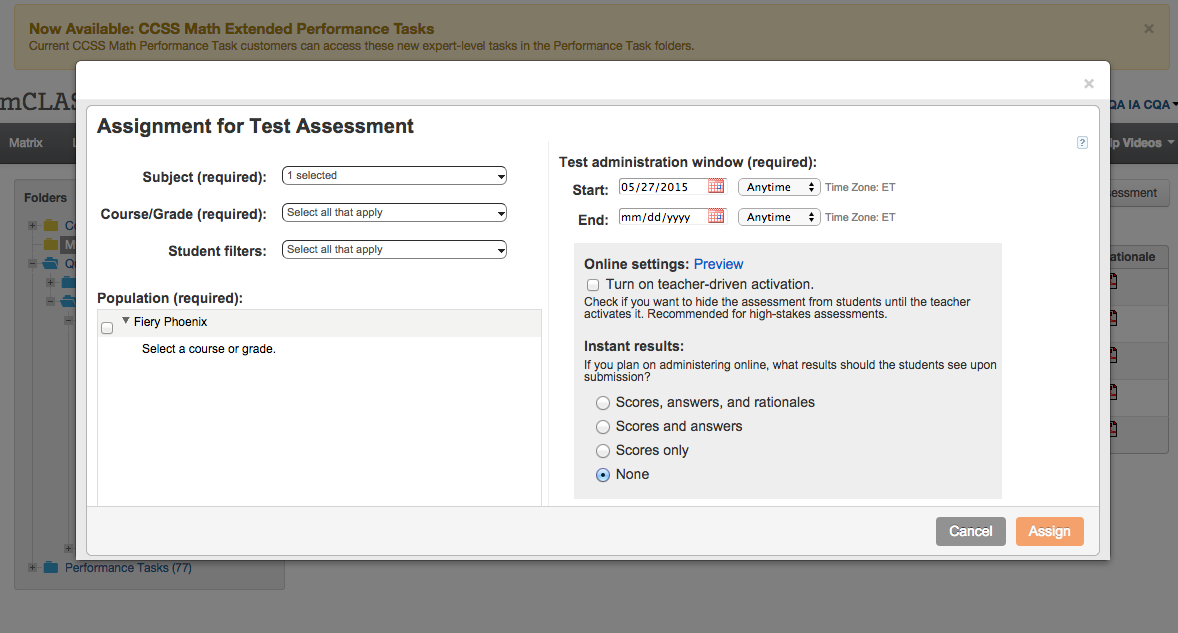 Now Available: CCSS Math Extended Performance Tasks
Current CCSS Math Performance Task customers can access these new expert-level tasks in the Performance Task folders.
×
×
mCLAS
QA IA CQA
Matrix
lp Videos
Folders
essment
ationale
Assignment for Test Assessment
?
Subject (required):
1 selected
Course/Grade (required):
Select all that apply
Student filters:
Select all that apply
Population (required):
Fiery Phoenix
Select a course or grade.
Test administration window (required):
Start:
05/27/2015
Anytime
Time Zone: ET
End:
mm/dd/yyyy
Anytime
Time Zone: ET
Online settings: Preview
Turn on teacher-driven activation.
Check if you want to hide the assessment from students until the teacher
activates it. Recommended for high-stakes assessments.
Instant results:
If you plan on administering online, what results should the students see upon
submission?
Scores, answers, and rationales
Scores and answers
Scores only
None
Cancel
Assign
Performance Tasks (77)